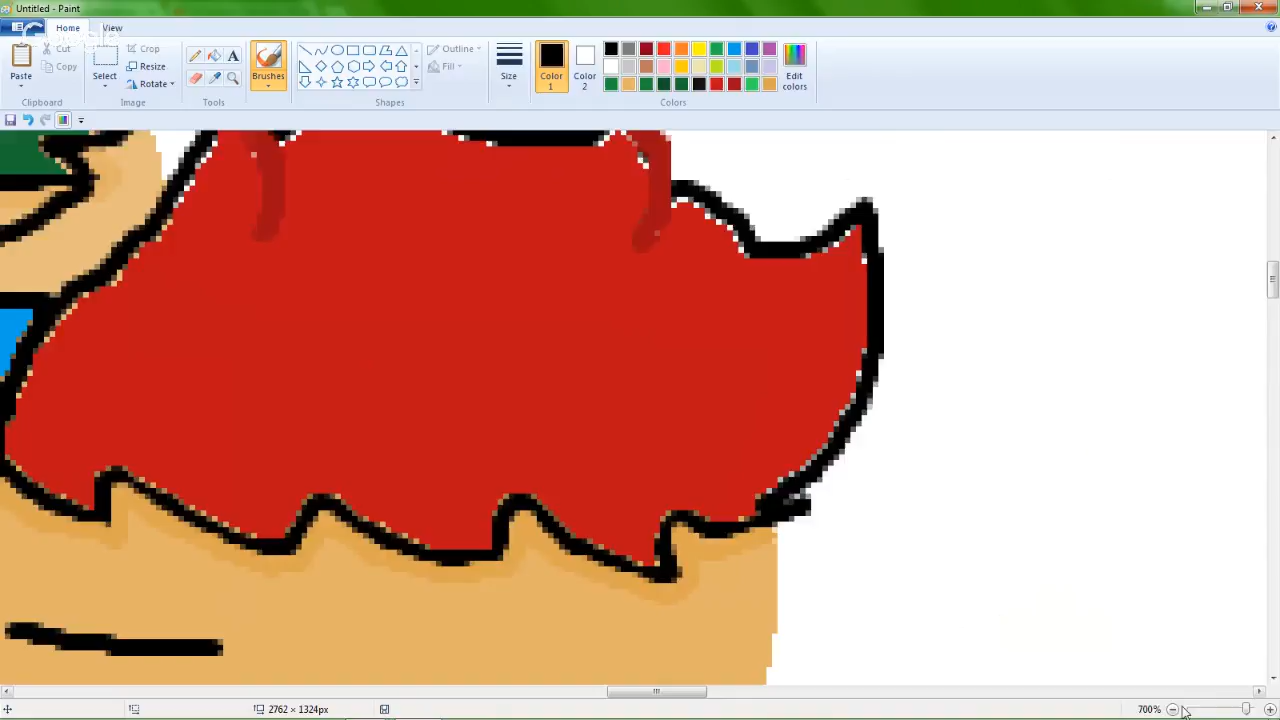 Untitled - Paint
Home
View
Paste
Cut
Copy
Clipboard
Select
Crop
Resize
Rotate
Image
A
Tools
Brushes
Outline
Fill
Shapes
Size
Color
1
Color
2
Edit
colors
Colors
2762 × 1324px
700%